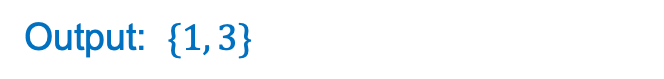 Output: {1, 3}